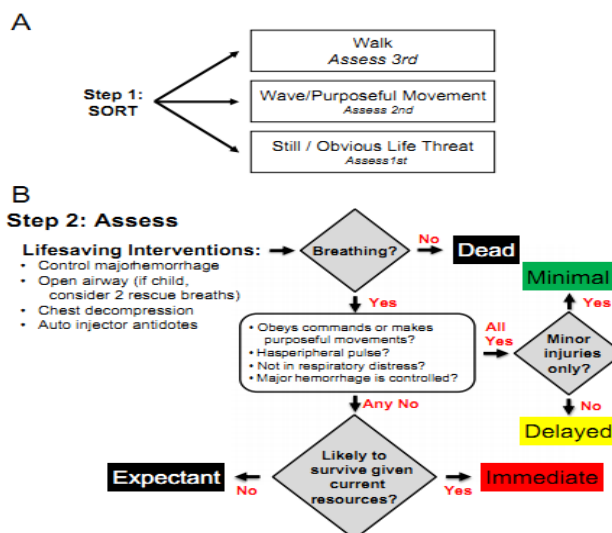 A
Step 1:
SORT
Walk
Assess 3rd
Wave/Purposeful Movement
Assess 2nd
Still / Obvious Life Threat
Assess1st
B
Step 2: Assess
Lifesaving Interventions:
• Control majorhemorrhage
• Open airway (if child,
consider 2 rescue breaths)
• Chest decompression
• Auto injector antidotes
Breathing?
No
Dead
Yes
• Obeys commands or makes
purposeful movements?
• Hasperipheral pulse?
• Not in respiratory distress?
• Major hemorrhage is controlled?
All
Yes
Minor
injuries
only?
Yes
Minimal
No
Delayed
Any No
Likely to
survive given
current
resources?
No
Expectant
Yes
Immediate